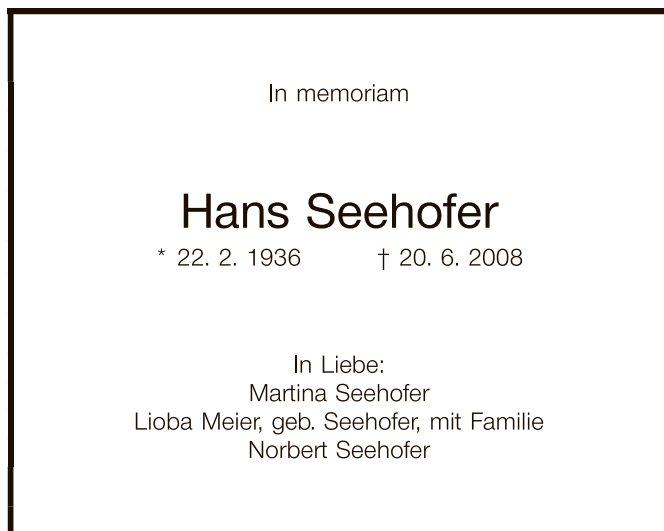 In memoriam
Hans Seehofer
* 22. 2. 1936 † 20. 6. 2008
In Liebe:
Martina Seehofer
Lioba Meier, geb. Seehofer, mit Familie
Norbert Seehofer